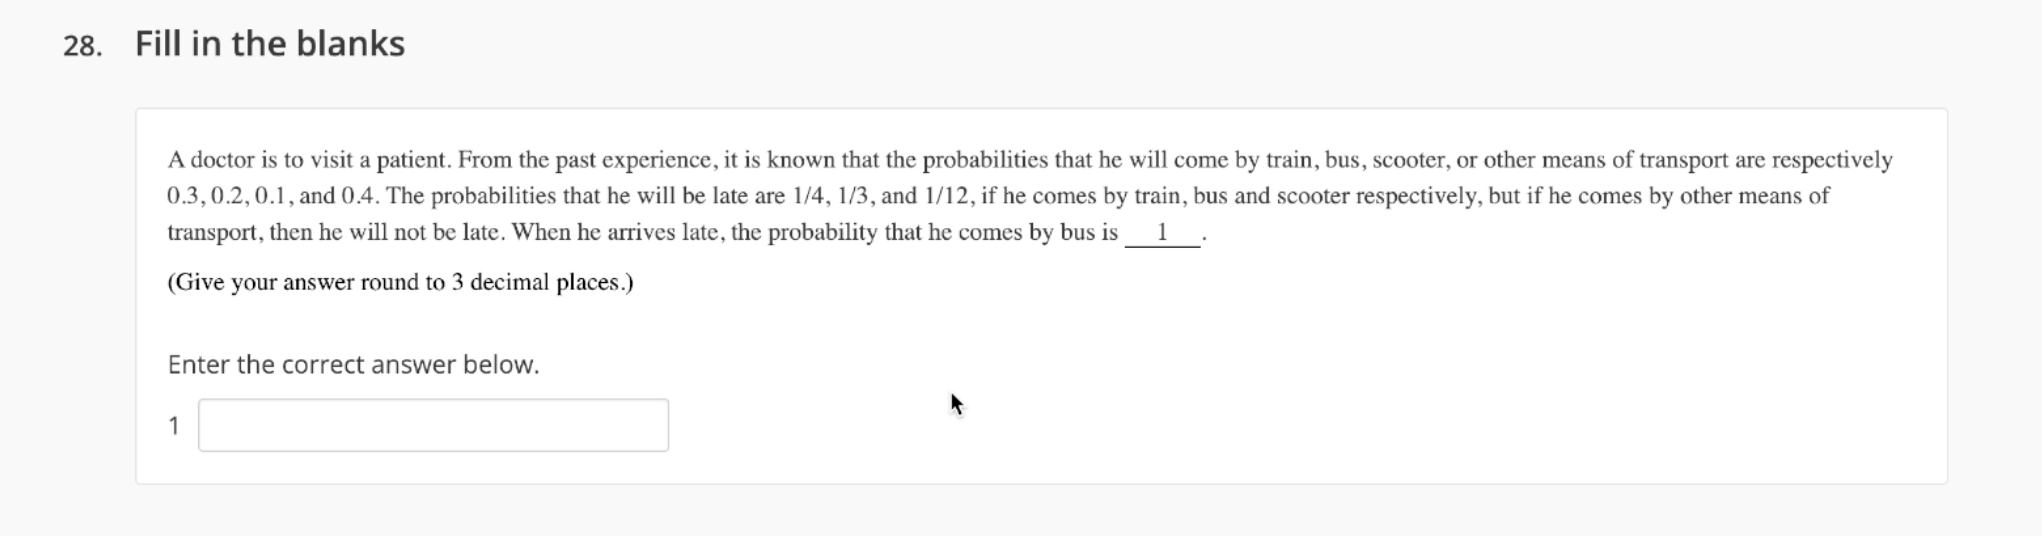 28. Fill in the blanks
A doctor is to visit a patient. From the past experience, it is known that the probabilities that he will come by train, bus, scooter, or other means of transport are respectively
0.3, 0.2, 0.1, and 0.4. The probabilities that he will be late are 1/4, 1/3, and 1/12, if he comes by train, bus and scooter respectively, but if he comes by other means of
transport, then he will not be late. When he arrives late, the probability that he comes by bus is 1 .
(Give your answer round to 3 decimal places.)
Enter the correct answer below.
1